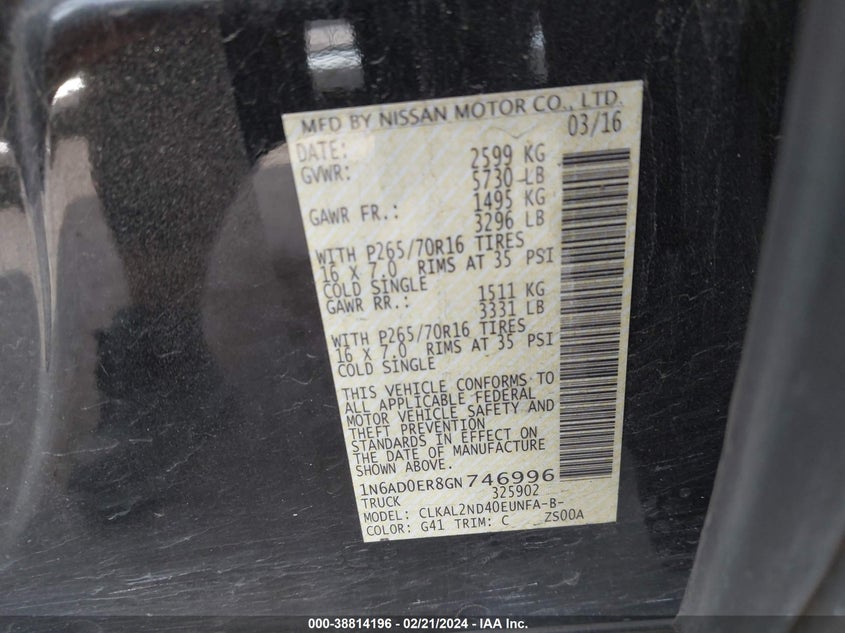 MFD BY NISSAN MOTOR CO., LTD.
DATE: 03/16
GVWR: 2599 KG
5730 LB
GAWR FR.: 1495 KG
3296 LB
WITH P265/70R16 TIRES
16 X 7.0 RIMS AT 35 PSI
COLD SINGLE
GAWR RR.: 1511 KG
3331 LB
WITH P265/70R16 TIRES
16 X 7.0 RIMS AT 35 PSI
COLD SINGLE
THIS VEHICLE CONFORMS TO
ALL APPLICABLE FEDERAL
MOTOR VEHICLE SAFETY AND
THEFT PREVENTION
STANDARDS IN EFFECT ON
THE DATE OF MANUFACTURE
SHOWN ABOVE.
1N6AD0ER8GN746996
TRUCK 325902
MODEL: CLKAL2ND40EUNFA-B-
COLOR: G41 TRIM: C ZS00A
000-38814196 - 02/21/2024 - IAA Inc.